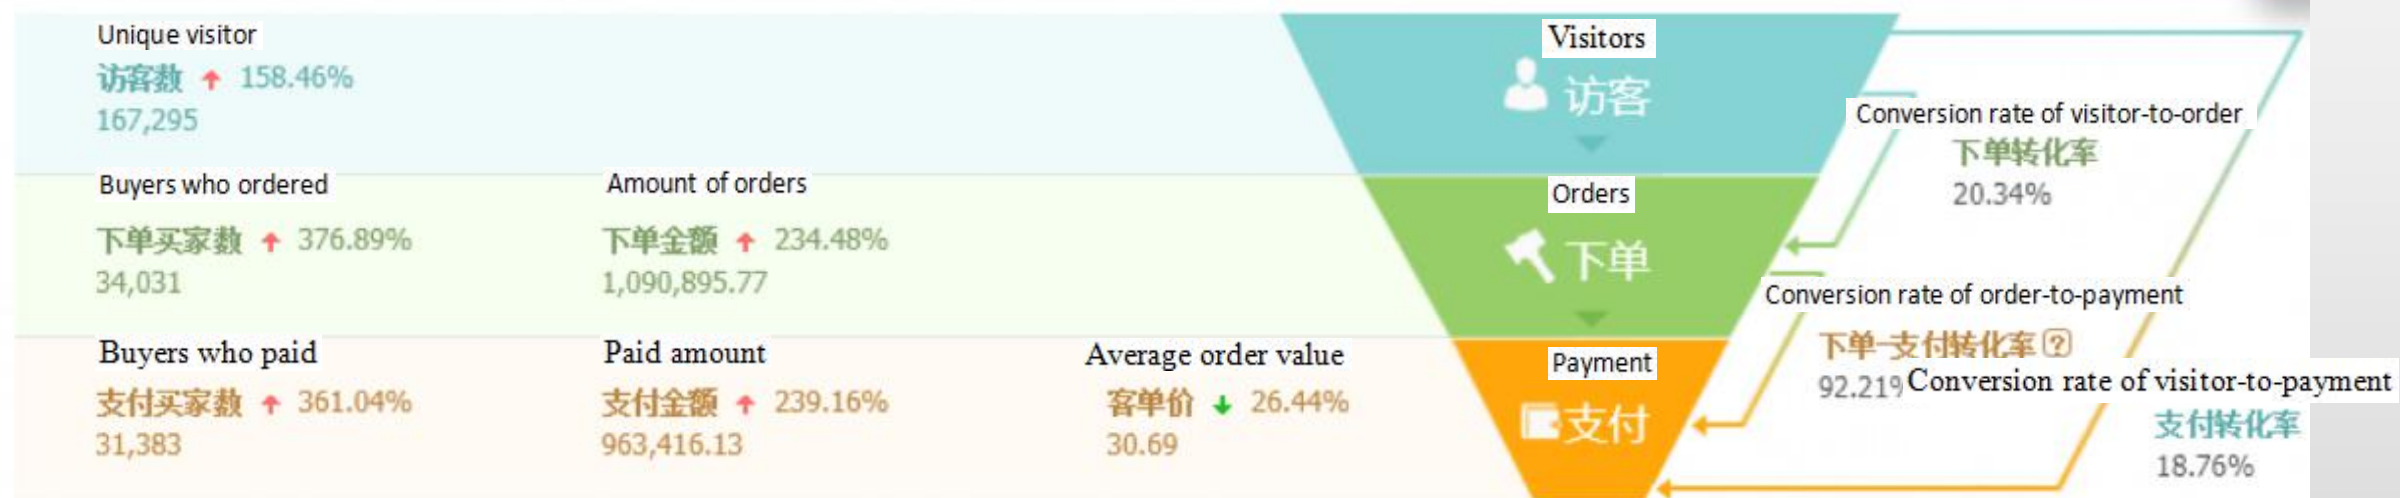 Unique visitor
访客数 158.46%
167,295
Visitors
访客
Conversion rate of visitor-to-order
下单转化率
20.34%
Buyers who ordered
下单买家数 376.89%
34,031
Amount of orders
下单金额 234.48%
1,090,895.77
Orders
下单
Conversion rate of order-to-payment
下单-支付转化率 ?
92.219
Buyers who paid
支付买家数 361.04%
31,383
Paid amount
支付金额 239.16%
963,416.13
Average order value
客单价 26.44%
30.69
Payment
支付
Conversion rate of visitor-to-payment
支付转化率
18.76%